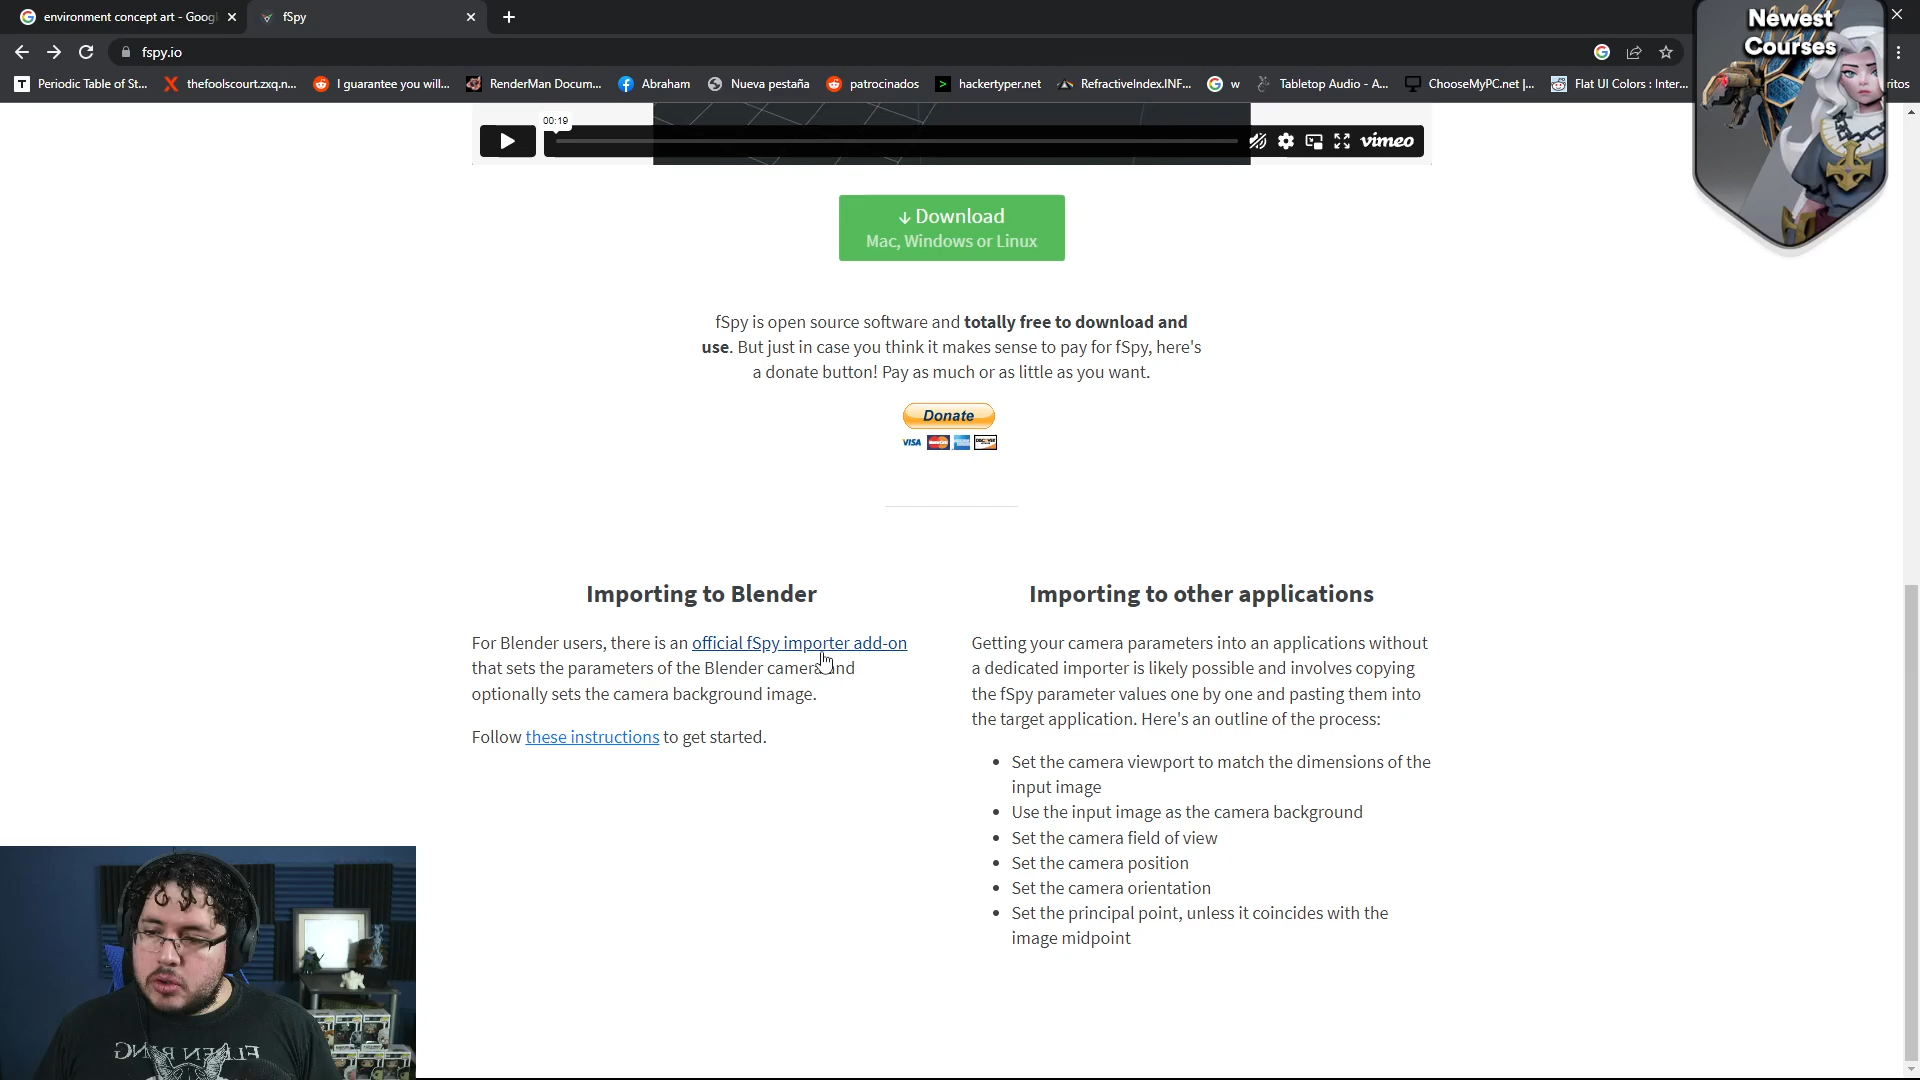 environment concept art - Goog
fSpy
fspy.io
Periodic Table of St...
thefoolscourt.zxq.n...
I guarantee you will...
RenderMan Docum...
Abraham
Nueva pestaña
patrocinados
hackertyper.net
RefractiveIndex.INF...
w
Tabletop Audio - A...
ChooseMyPC.net |...
Flat UI Colors : Inter...
ritos
Newest
Courses
00:19
vimeo
↓ Download
Mac, Windows or Linux
fSpy is open source software and totally free to download and
use. But just in case you think it makes sense to pay for fSpy, here's
a donate button! Pay as much or as little as you want.
Donate
VISA
Importing to Blender
For Blender users, there is an official fSpy importer add-on
that sets the parameters of the Blender camera and
optionally sets the camera background image.
Follow these instructions to get started.
Importing to other applications
Getting your camera parameters into an applications without
a dedicated importer is likely possible and involves copying
the fSpy parameter values one by one and pasting them into
the target application. Here's an outline of the process:
• Set the camera viewport to match the dimensions of the
input image
• Use the input image as the camera background
• Set the camera field of view
• Set the camera position
• Set the camera orientation
• Set the principal point, unless it coincides with the
image midpoint
ELDEN RING